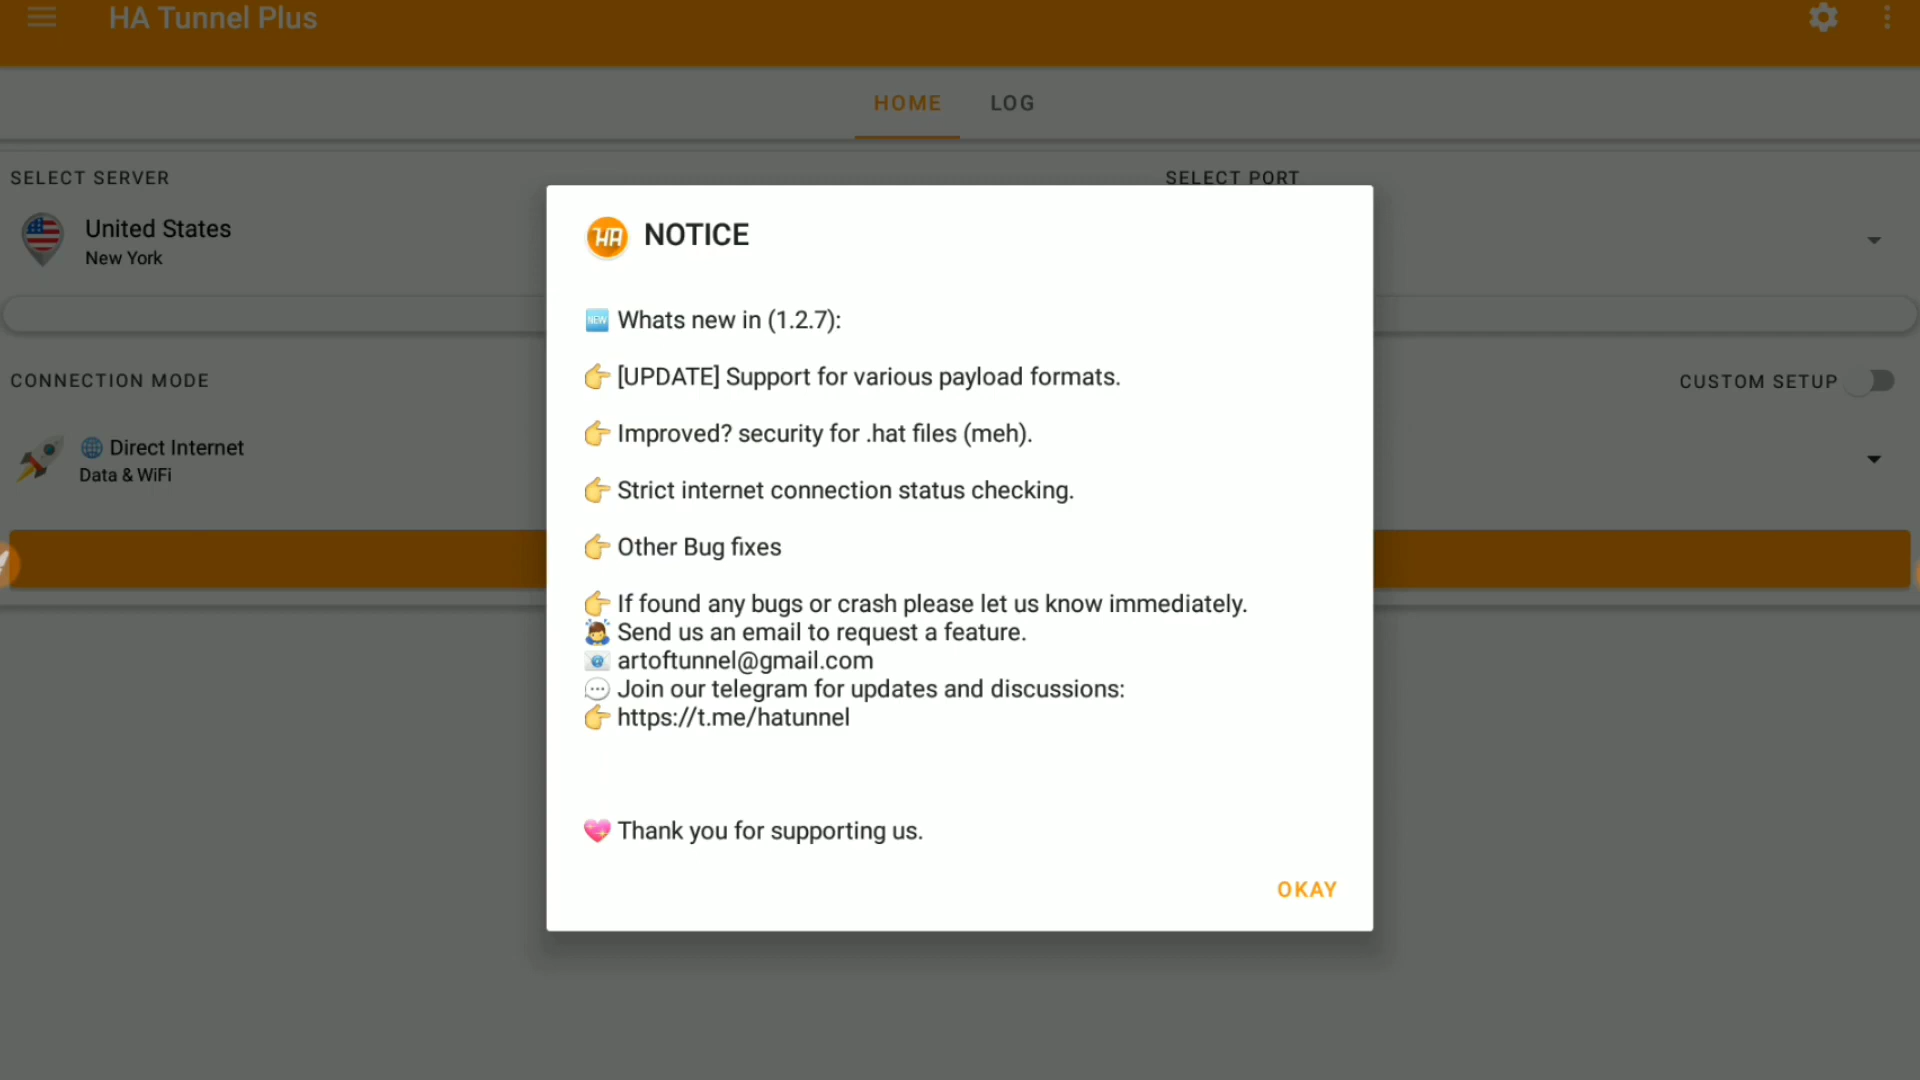 HA Tunnel Plus
HOME
LOG
SELECT SERVER
SELECT PORT
United States
New York
CONNECTION MODE
CUSTOM SETUP
🌐 Direct Internet
Data & WiFi
HA NOTICE
🆕 Whats new in (1.2.7):
👉 [UPDATE] Support for various payload formats.
👉 Improved? security for .hat files (meh).
👉 Strict internet connection status checking.
👉 Other Bug fixes
👉 If found any bugs or crash please let us know immediately.
🙇 Send us an email to request a feature.
📧 artoftunnel@gmail.com
💬 Join our telegram for updates and discussions:
👉 https://t.me/hatunnel
💖 Thank you for supporting us.
OKAY